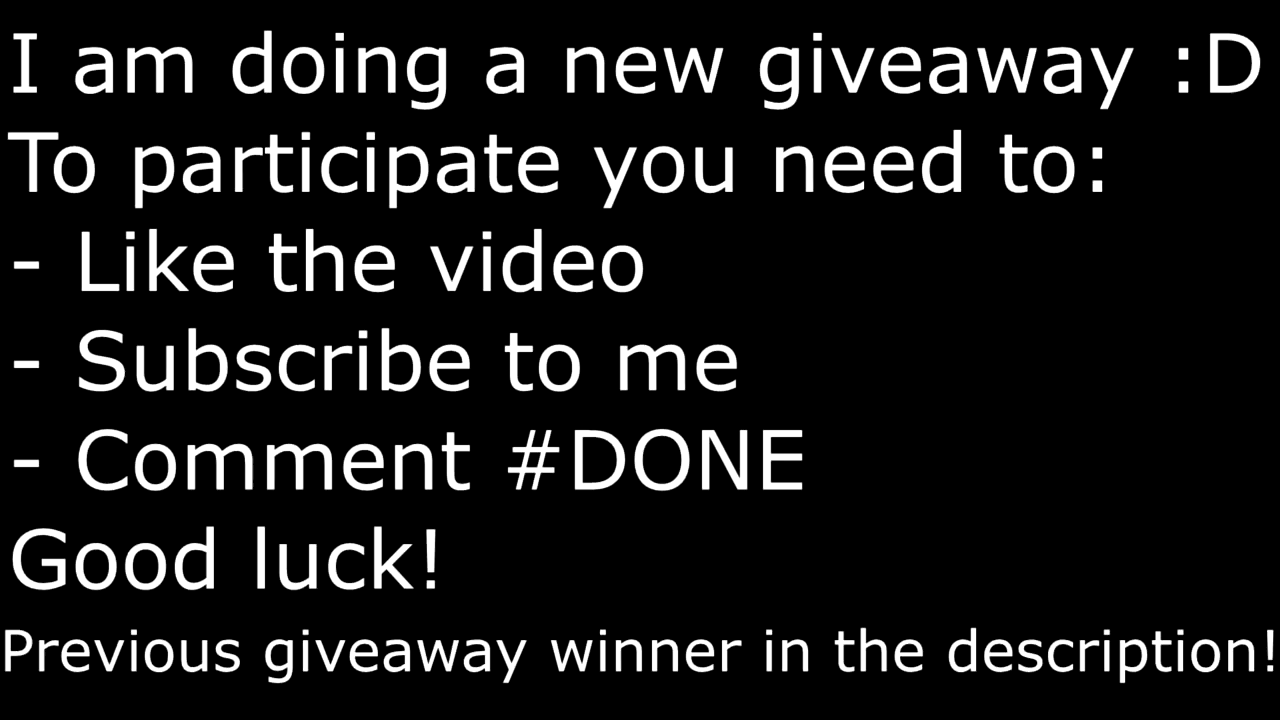 I am doing a new giveaway :D
To participate you need to:
- Like the video
- Subscribe to me
- Comment #DONE
Good luck!
Previous giveaway winner in the description!